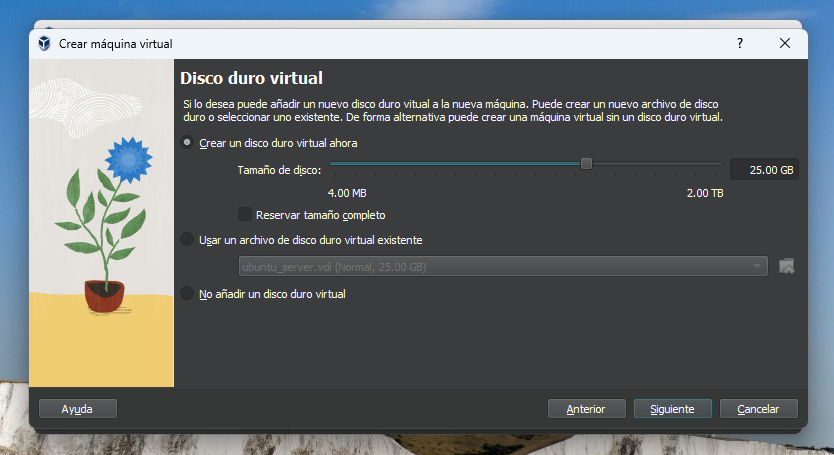 Crear máquina virtual
?
Disco duro virtual
Si lo desea puede añadir un nuevo disco duro vitual a la nueva máquina. Puede crear un nuevo archivo de disco
duro o seleccionar uno existente. De forma alternativa puede crear una máquina virtual sin un disco duro virtual.
Crear un disco duro virtual ahora
Tamaño de disco:
25.00 GB
4.00 MB
2.00 TB
Reservar tamaño completo
Usar un archivo de disco duro virtual existente
ubuntu_server.vdi (Normal, 25.00 GB)
No añadir un disco duro virtual
Ayuda
Anterior
Siguiente
Cancelar